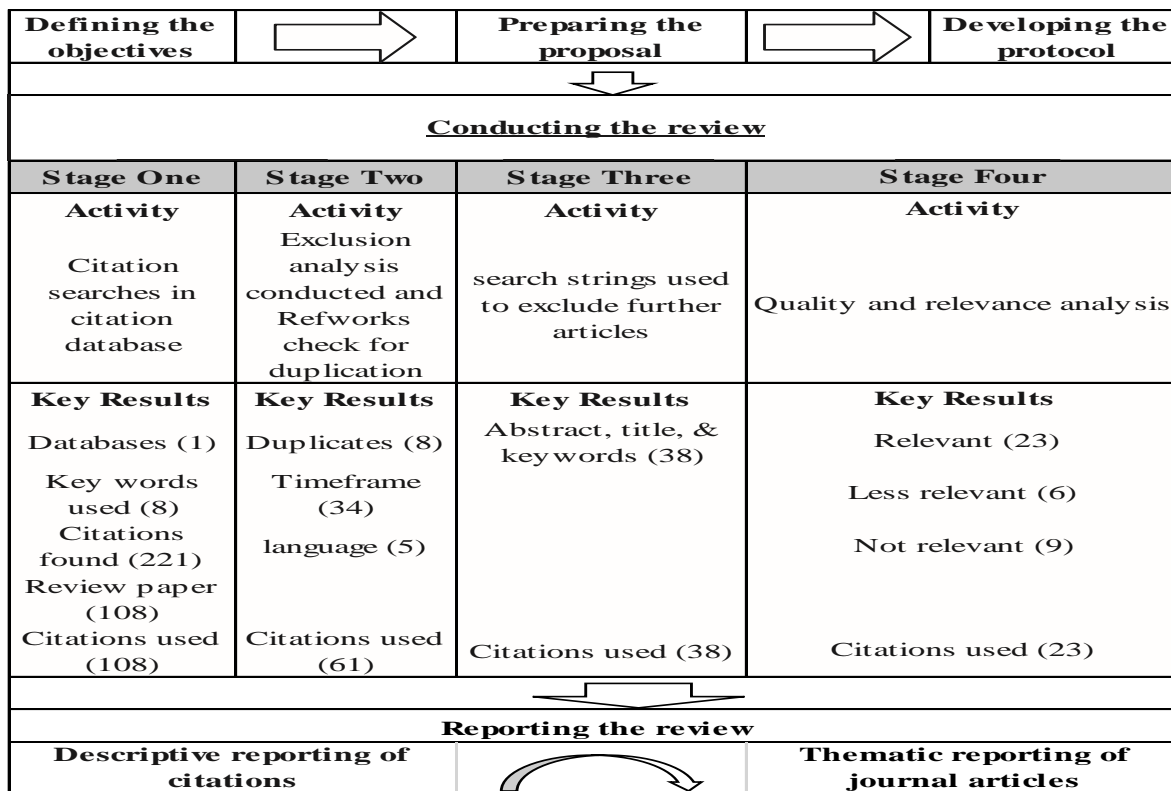 Defining the
objectives
Preparing the
proposal
Developing the
protocol
Conducting the review
Stage One
Stage Two
Stage Three
Stage Four
Activity
Citation
searches in
citation
database
Activity
Exclusion
analysis
conducted and
Refworks
check for
duplication
Activity
search strings used
to exclude further
articles
Activity
Quality and relevance analysis
Key Results
Databases (1)
Key words
used (8)
Citations
found (221)
Review paper
(108)
Citations used
(108)
Key Results
Duplicates (8)
Timeframe
(34)
language (5)
Citations used
(61)
Key Results
Abstract, title, &
keywords (38)
Citations used (38)
Key Results
Relevant (23)
Less relevant (6)
Not relevant (9)
Citations used (23)
Reporting the review
Descriptive reporting of
citations
Thematic reporting of
journal articles